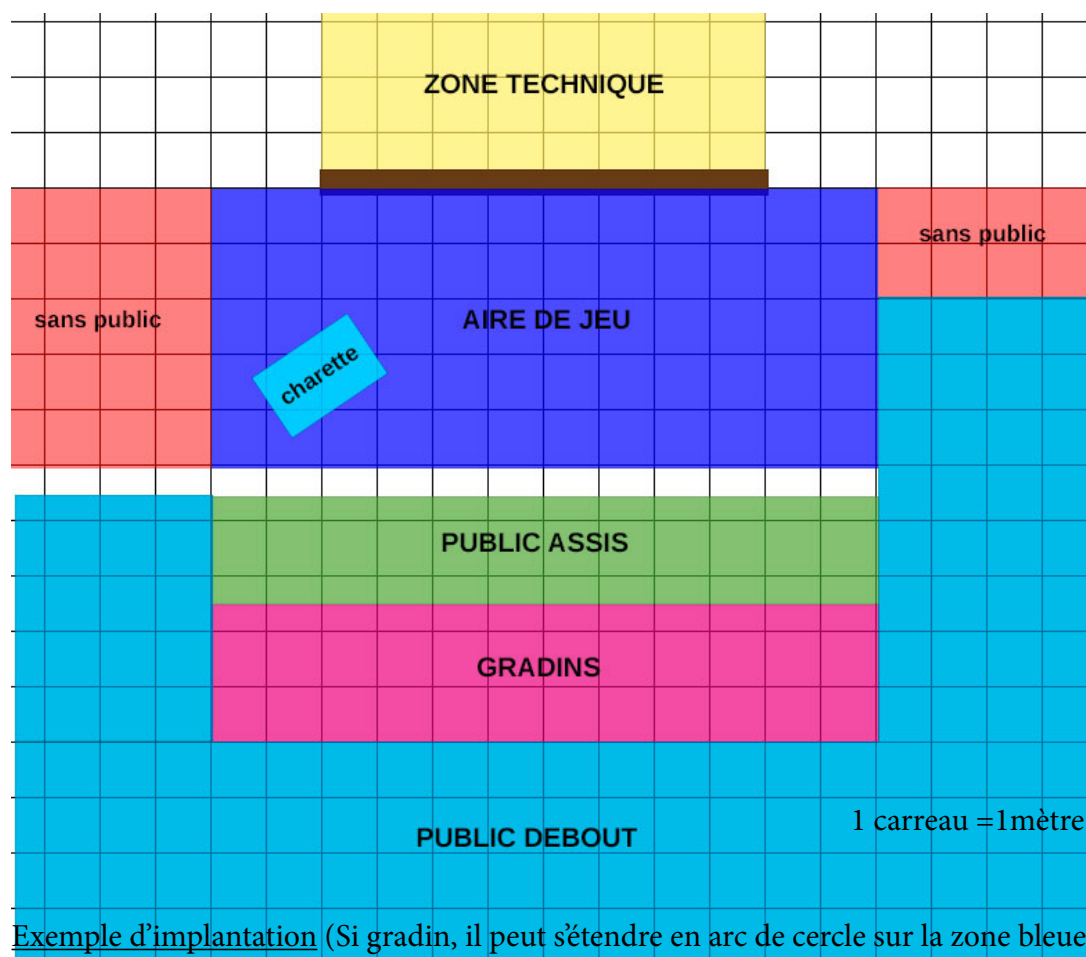 ZONE TECHNIQUE
sans public
sans public
AIRE DE JEU
charette
PUBLIC ASSIS
GRADINS
1 carreau =1mètre
PUBLIC DEBOUT
Exemple d'implantation (Si gradin, il peut s'étendre en arc de cercle sur la zone bleue